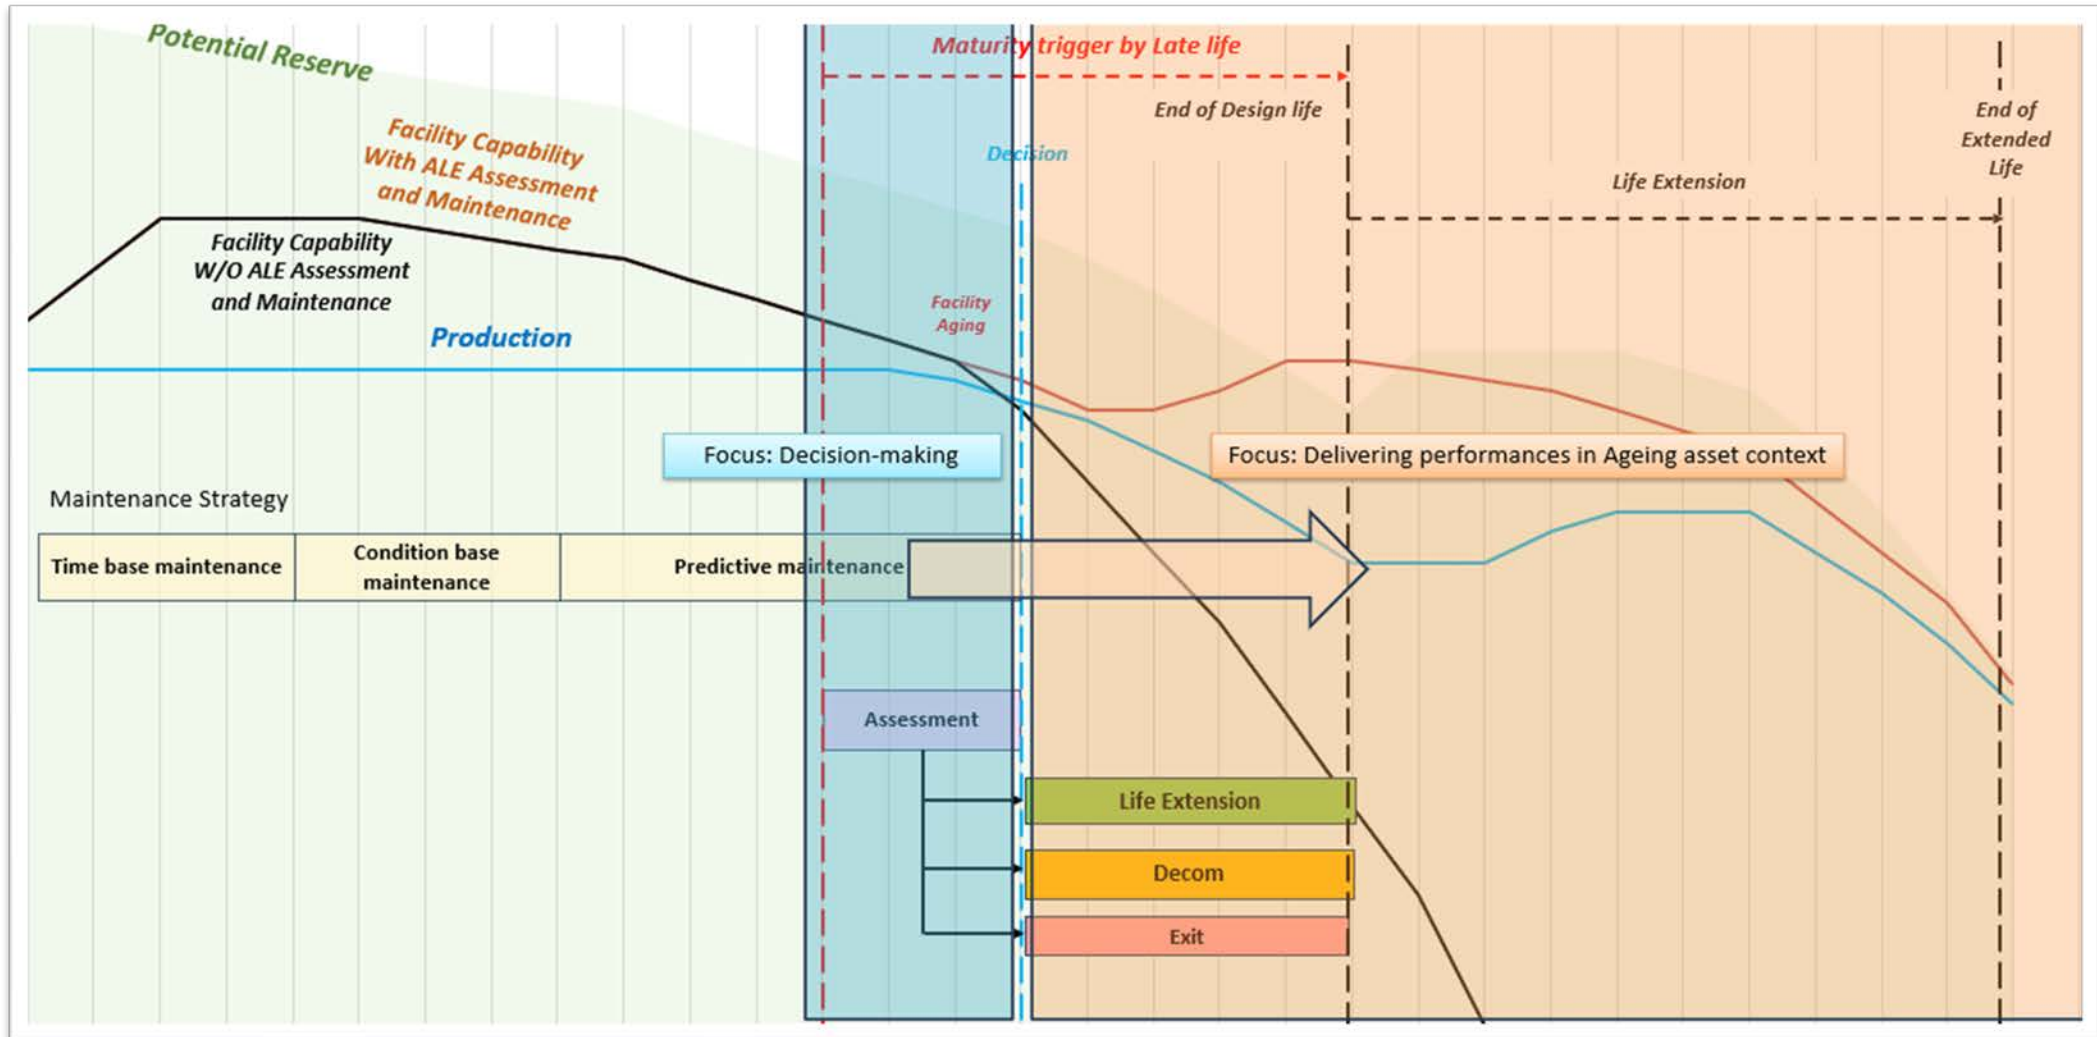 Potential Reserve
Maturity trigger by Late life
End of Design life
End of
Extended
Life
Facility Capability
With ALE Assessment
and Maintenance
Decision
Life Extension
Facility Capability
W/O ALE Assessment
and Maintenance
Facility
Aging
Production
Focus: Decision-making
Focus: Delivering performances in Ageing asset context
Maintenance Strategy
Time base maintenance
Condition base
maintenance
Predictive maintenance
Assessment
Life Extension
Decom
Exit